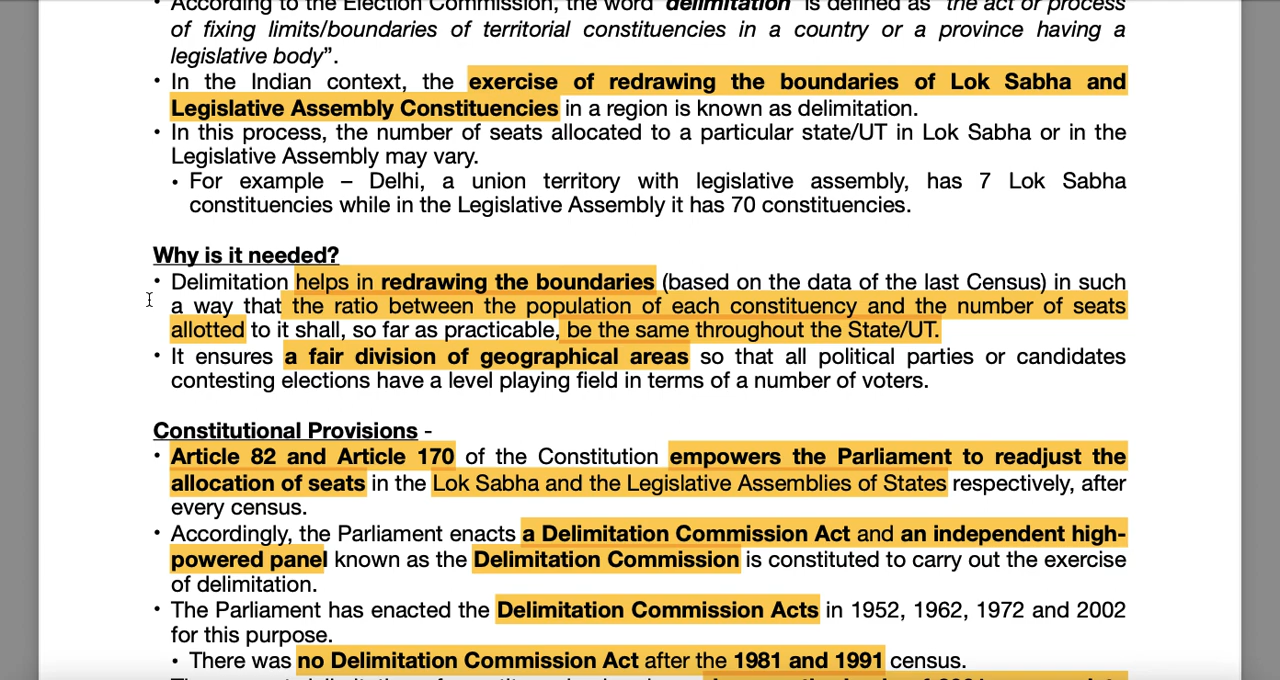 • According to the Election Commission, the word "delimitation" is defined as "the act or process
of fixing limits/boundaries of territorial constituencies in a country or a province having a
legislative body”.
• In the Indian context, the exercise of redrawing the boundaries of Lok Sabha and
Legislative Assembly Constituencies in a region is known as delimitation.
• In this process, the number of seats allocated to a particular state/UT in Lok Sabha or in the
Legislative Assembly may vary.
• For example – Delhi, a union territory with legislative assembly, has 7 Lok Sabha
constituencies while in the Legislative Assembly it has 70 constituencies.
Why is it needed?
• Delimitation helps in redrawing the boundaries (based on the data of the last Census) in such
a way that the ratio between the population of each constituency and the number of seats
allotted to it shall, so far as practicable, be the same throughout the State/UT.
• It ensures a fair division of geographical areas so that all political parties or candidates
contesting elections have a level playing field in terms of a number of voters.
Constitutional Provisions -
• Article 82 and Article 170 of the Constitution empowers the Parliament to readjust the
allocation of seats in the Lok Sabha and the Legislative Assemblies of States respectively, after
every census.
• Accordingly, the Parliament enacts a Delimitation Commission Act and an independent high-
powered panel known as the Delimitation Commission is constituted to carry out the exercise
of delimitation.
• The Parliament has enacted the Delimitation Commission Acts in 1952, 1962, 1972 and 2002
for this purpose.
• There was no Delimitation Commission Act after the 1981 and 1991 census.